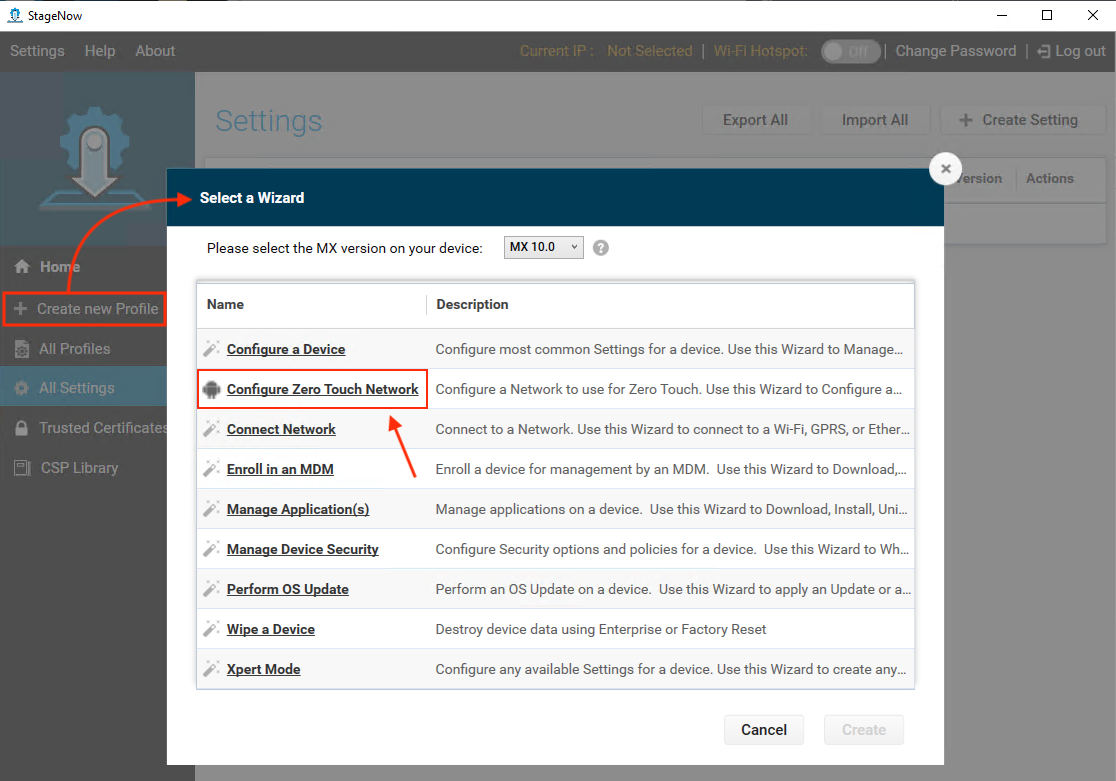 StageNow
Settings Help About Current IP : Not Selected | Wi-Fi Hotspot: Off | Change Password | Log out
Settings Export All Import All + Create Setting
Version Actions
Home
+ Create new Profile
All Profiles
All Settings
Trusted Certificates
CSP Library
Select a Wizard
Please select the MX version on your device: MX 10.0 ?
Name Description
Configure a Device Configure most common Settings for a device. Use this Wizard to Manage...
Configure Zero Touch Network Configure a Network to use for Zero Touch. Use this Wizard to Configure a...
Connect Network Connect to a Network. Use this Wizard to connect to a Wi-Fi, GPRS, or Ether...
Enroll in an MDM Enroll a device for management by an MDM. Use this Wizard to Download,...
Manage Application(s) Manage applications on a device. Use this Wizard to Download, Install, Uni...
Manage Device Security Configure Security options and policies for a device. Use this Wizard to Wh...
Perform OS Update Perform an OS Update on a device. Use this Wizard to apply an Update or a...
Wipe a Device Destroy device data using Enterprise or Factory Reset
Xpert Mode Configure any available Settings for a device. Use this Wizard to create any...
Cancel Create